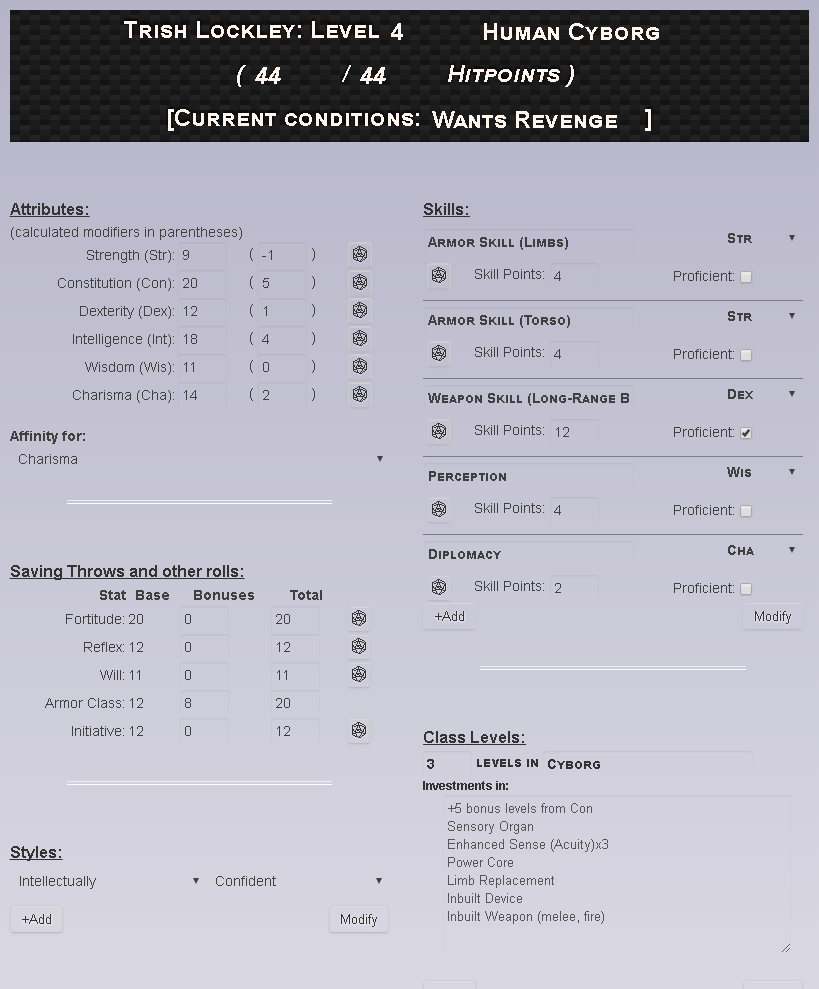 Trish Lockley: Level 4 Human Cyborg
( 44 / 44 Hitpoints )
[Current conditions: Wants Revenge ]
Attributes:
(calculated modifiers in parentheses)
Strength (Str): 9 ( -1 )
Constitution (Con): 20 ( 5 )
Dexterity (Dex): 12 ( 1 )
Intelligence (Int): 18 ( 4 )
Wisdom (Wis): 11 ( 0 )
Charisma (Cha): 14 ( 2 )
Affinity for:
Charisma
Saving Throws and other rolls:
Stat Base Bonuses Total
Fortitude: 20 0 20
Reflex: 12 0 12
Will: 11 0 11
Armor Class: 12 8 20
Initiative: 12 0 12
Styles:
Intellectually Confident
+Add Modify
Skills:
Armor Skill (Limbs) Str
Skill Points: 4 Proficient:
Armor Skill (Torso) Str
Skill Points: 4 Proficient:
Weapon Skill (Long-Range B Dex
Skill Points: 12 Proficient:
Perception Wis
Skill Points: 4 Proficient:
Diplomacy Cha
Skill Points: 2 Proficient:
+Add Modify
Class Levels:
3 levels in Cyborg
Investments in:
+5 bonus levels from Con
Sensory Organ
Enhanced Sense (Acuity)x3
Power Core
Limb Replacement
Inbuilt Device
Inbuilt Weapon (melee, fire)